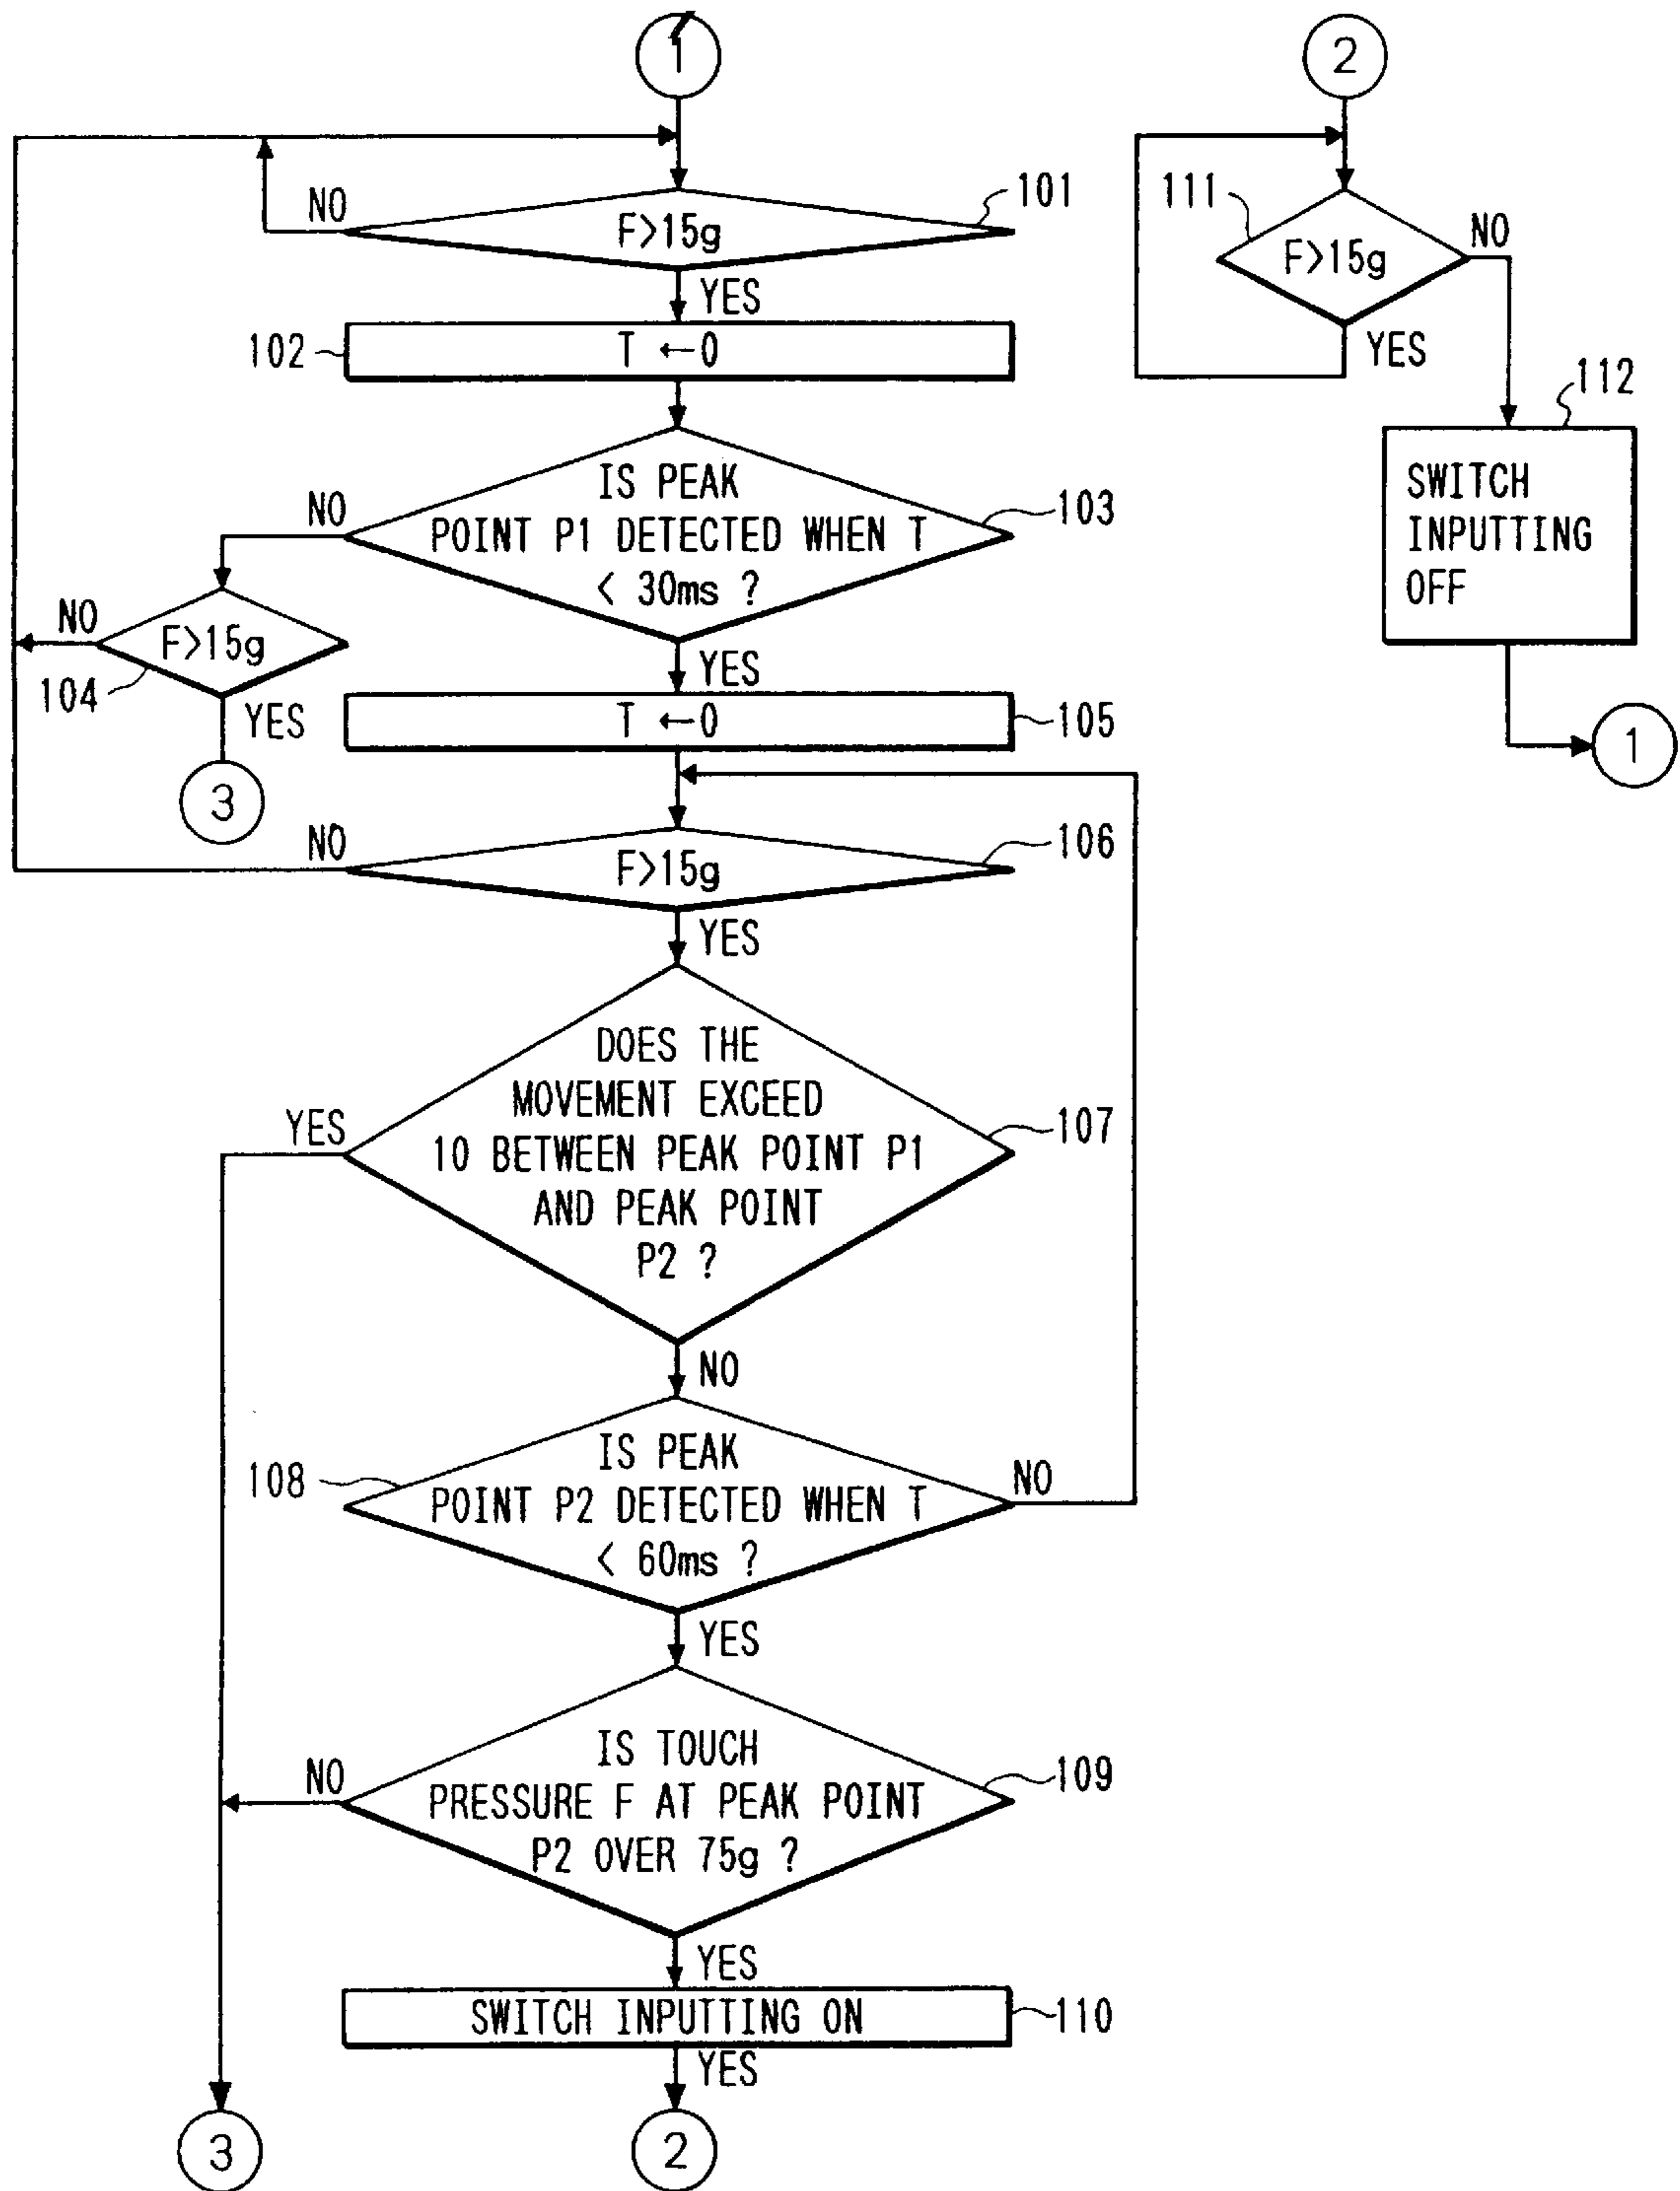 1
NO
F>15g
101
YES
102
T ←0
IS PEAK
POINT P1 DETECTED WHEN T
< 30ms ?
NO
103
NO
F>15g
104
YES
3
YES
T ←0
105
NO
F>15g
106
YES
DOES THE
MOVEMENT EXCEED
10 BETWEEN PEAK POINT P1
AND PEAK POINT
P2 ?
YES
107
NO
108
IS PEAK
POINT P2 DETECTED WHEN T
< 60ms ?
NO
YES
IS TOUCH
PRESSURE F AT PEAK POINT
P2 OVER 75g ?
NO
109
YES
SWITCH INPUTTING ON
110
YES
3
2
2
111
F>15g
NO
YES
112
SWITCH
INPUTTING
OFF
1